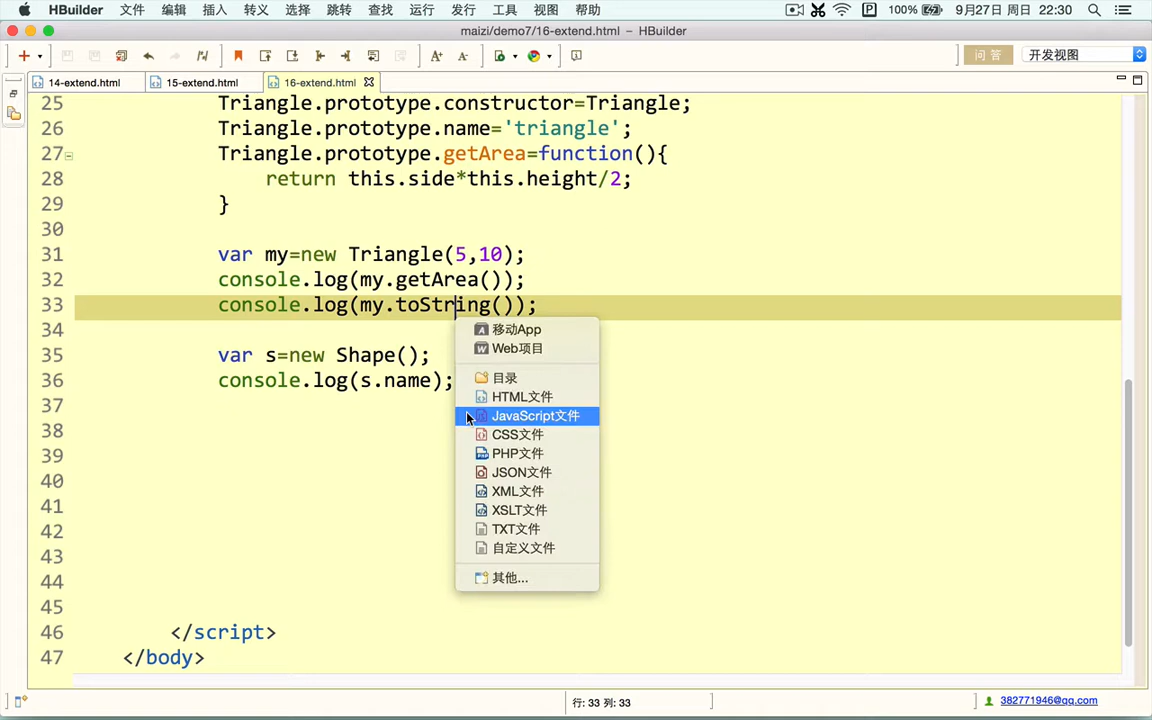 HBuilder 文件 编辑 插入 转义 选择 跳转 查找 运行 发行 工具 视图 帮助 100% 9月27日 周日 22:30
maizi/demo7/16-extend.html – HBuilder
问 答 开发视图
14-extend.html 15-extend.html 16-extend.html
25 Triangle.prototype.constructor=Triangle;
26 Triangle.prototype.name='triangle';
27 Triangle.prototype.getArea=function(){
28 return this.side*this.height/2;
29 }
30
31 var my=new Triangle(5,10);
32 console.log(my.getArea());
33 console.log(my.toString());
34
35 var s=new Shape();
36 console.log(s.name);
37
38
39
40
41
42
43
44
45
46 </script>
47 </body>
移动App
Web项目
目录
HTML文件
JavaScript文件
CSS文件
PHP文件
JSON文件
XML文件
XSLT文件
TXT文件
自定义文件
其他...
行: 33 列: 33
382771946@qq.com